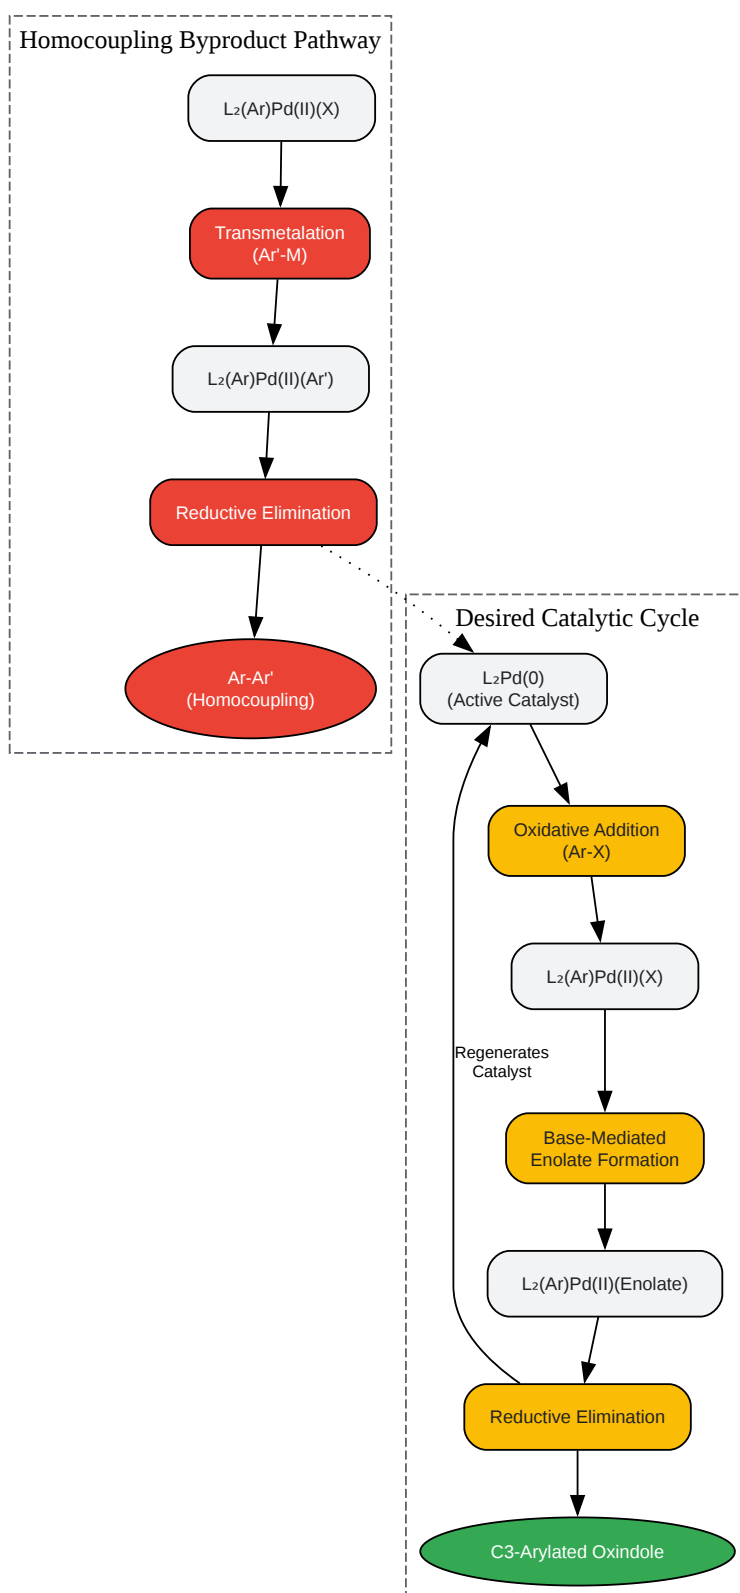 Homocoupling Byproduct Pathway
L₂(Ar)Pd(II)(X)
Transmetalation
(Ar'-M)
L₂(Ar)Pd(II)(Ar')
Reductive Elimination
Ar-Ar'
(Homocoupling)
Desired Catalytic Cycle
L₂Pd(0)
(Active Catalyst)
Oxidative Addition
(Ar-X)
L₂(Ar)Pd(II)(X)
Regenerates
Catalyst
Base-Mediated
Enolate Formation
L₂(Ar)Pd(II)(Enolate)
Reductive Elimination
C3-Arylated Oxindole